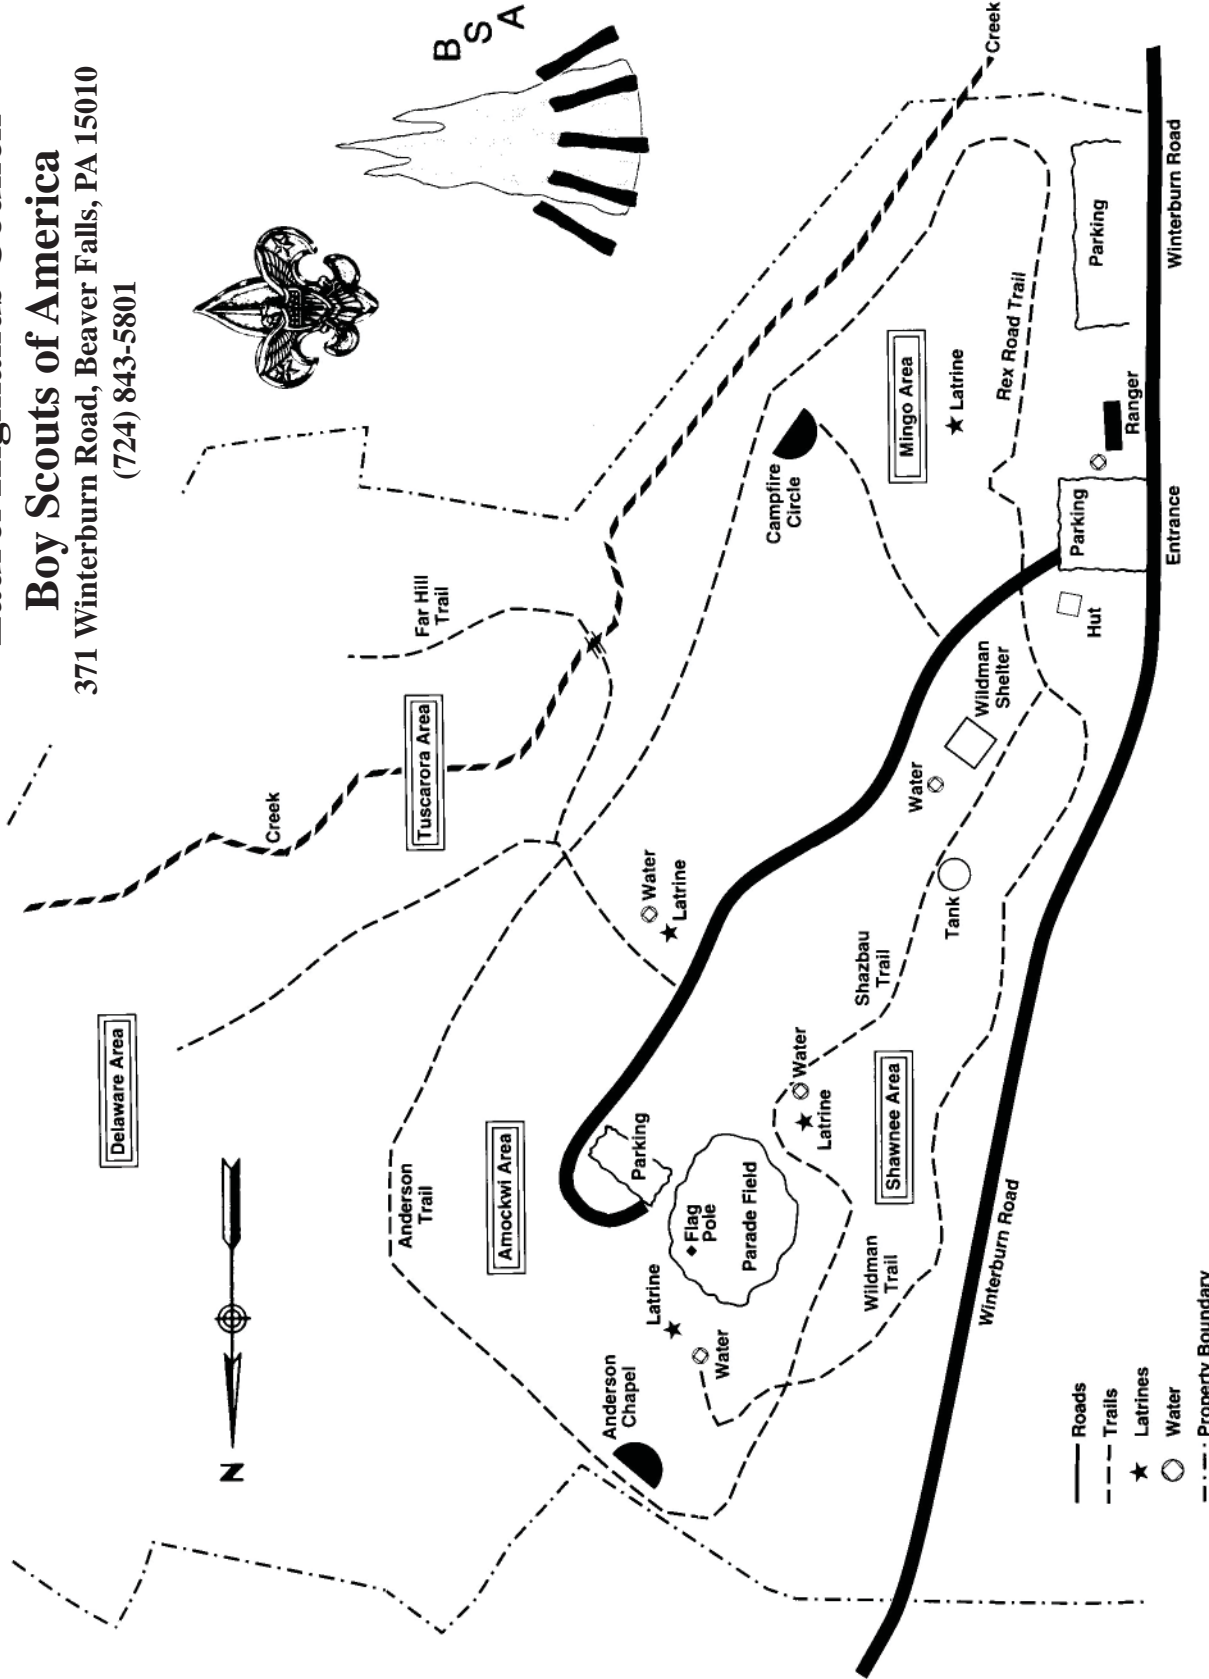 Boy Scouts of America
371 Winterburn Road, Beaver Falls, PA 15010
(724) 843-5801
B
S
A
N
Delaware Area
Creek
Tuscarora Area
Far Hill
Trail
Anderson
Trail
Amockwi Area
Water
Latrine
Campfire
Circle
Mingo Area
Latrine
Creek
Anderson
Chapel
Latrine
Water
Flag
Pole
Parade Field
Parking
Water
Latrine
Shazbau
Trail
Wildman
Trail
Shawnee Area
Tank
Water
Wildman
Shelter
Rex Road Trail
Hut
Parking
Ranger
Parking
Winterburn Road
Entrance
Winterburn Road
Roads
Trails
Latrines
Water
Property Boundary